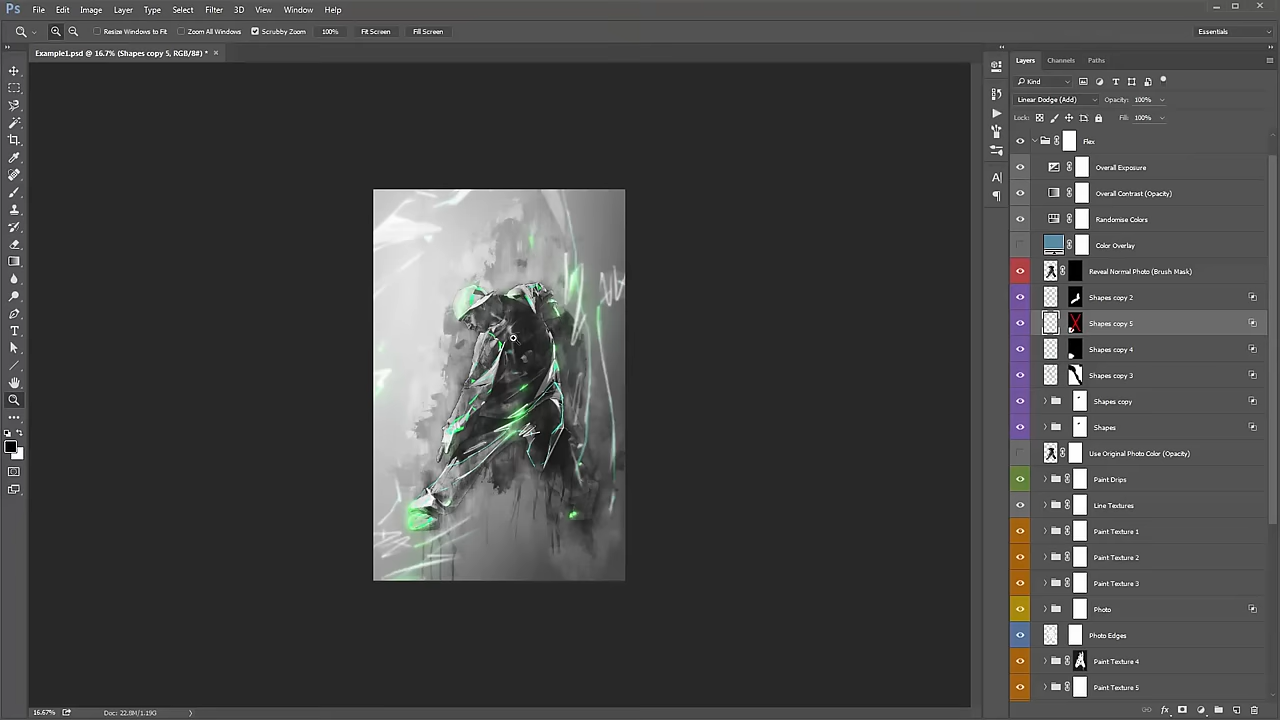 Ps File Edit Image Layer Type Select Filter 3D View Window Help
Resize Windows to Fit Zoom All Windows Scrubby Zoom 100% Fit Screen Fill Screen Essentials
Example1.psd @ 16.7% (Shapes copy 5, RGB/8#) * ×
Layers Channels Paths
Kind
Linear Dodge (Add) Opacity: 100%
Lock: Fill: 100%
Flex
Overall Exposure
Overall Contrast (Opacity)
Randomise Colors
Color Overlay
Reveal Normal Photo (Brush Mask)
Shapes copy 2
Shapes copy 5
Shapes copy 4
Shapes copy 3
Shapes copy
Shapes
Use Original Photo Color (Opacity)
Paint Drips
Line Textures
Paint Texture 1
Paint Texture 2
Paint Texture 3
Photo
Photo Edges
Paint Texture 4
Paint Texture 5
16.67% Doc: 22.8M/1.19G